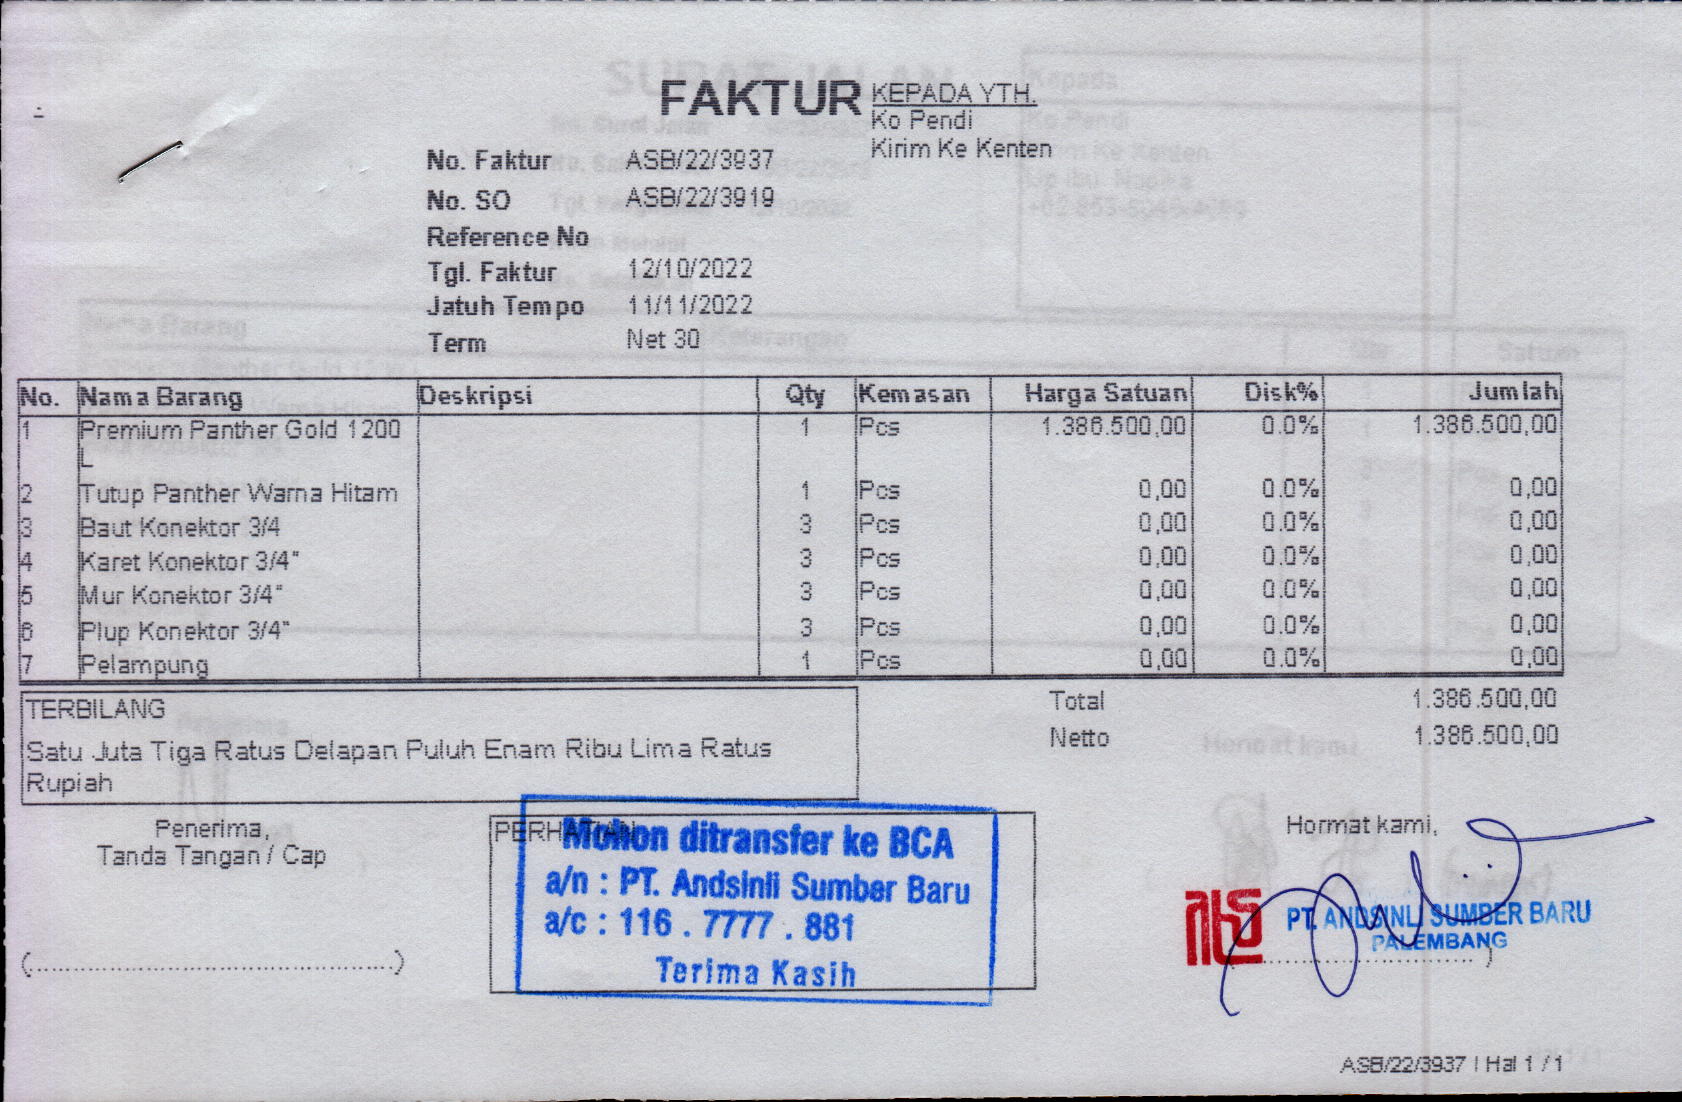 FAKTUR
KEPADA YTH.
Ko Pendi
Kirim Ke Kenten
No. Faktur ASB/22/3937
No. SO ASB/22/3919
Reference No
Tgl. Faktur 12/10/2022
Jatuh Tempo 11/11/2022
Term Net 30
No. Nama Barang Deskripsi Qty Kemasan Harga Satuan Disk% Jumlah
1 Premium Panther Gold 1200 1 Pcs 1.386.500,00 0.0% 1.386.500,00
L
2 Tutup Panther Warna Hitam 1 Pcs 0,00 0.0% 0,00
3 Baut Konektor 3/4 3 Pcs 0,00 0.0% 0,00
4 Karet Konektor 3/4" 3 Pcs 0,00 0.0% 0,00
5 Mur Konektor 3/4" 3 Pcs 0,00 0.0% 0,00
6 Plup Konektor 3/4" 3 Pcs 0,00 0.0% 0,00
7 Pelampung 1 Pcs 0,00 0.0% 0,00
TERBILANG
Satu Juta Tiga Ratus Delapan Puluh Enam Ribu Lima Ratus
Rupiah
Total 1.386.500,00
Netto 1.386.500,00
Penerima,
Tanda Tangan / Cap
(..........)
PERHATIAN
Mohon ditransfer ke BCA
a/n : PT. Andsinli Sumber Baru
a/c : 116 . 7777 . 881
Terima Kasih
Hormat kami,
PT. ANDSINLI SUMBER BARU
PALEMBANG
ASB/22/3937 | Hal 1 / 1